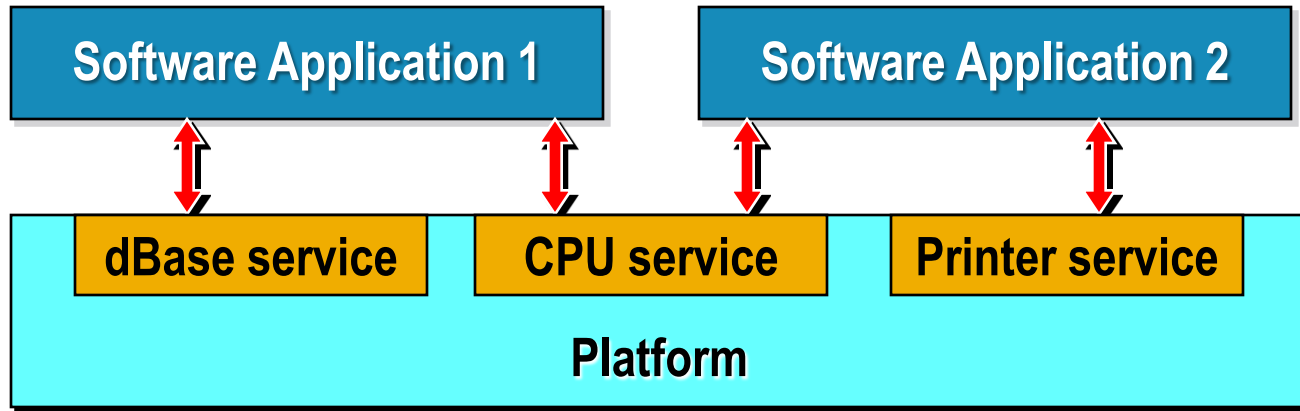 Software Application 1
Software Application 2
dBase service
CPU service
Printer service
Platform